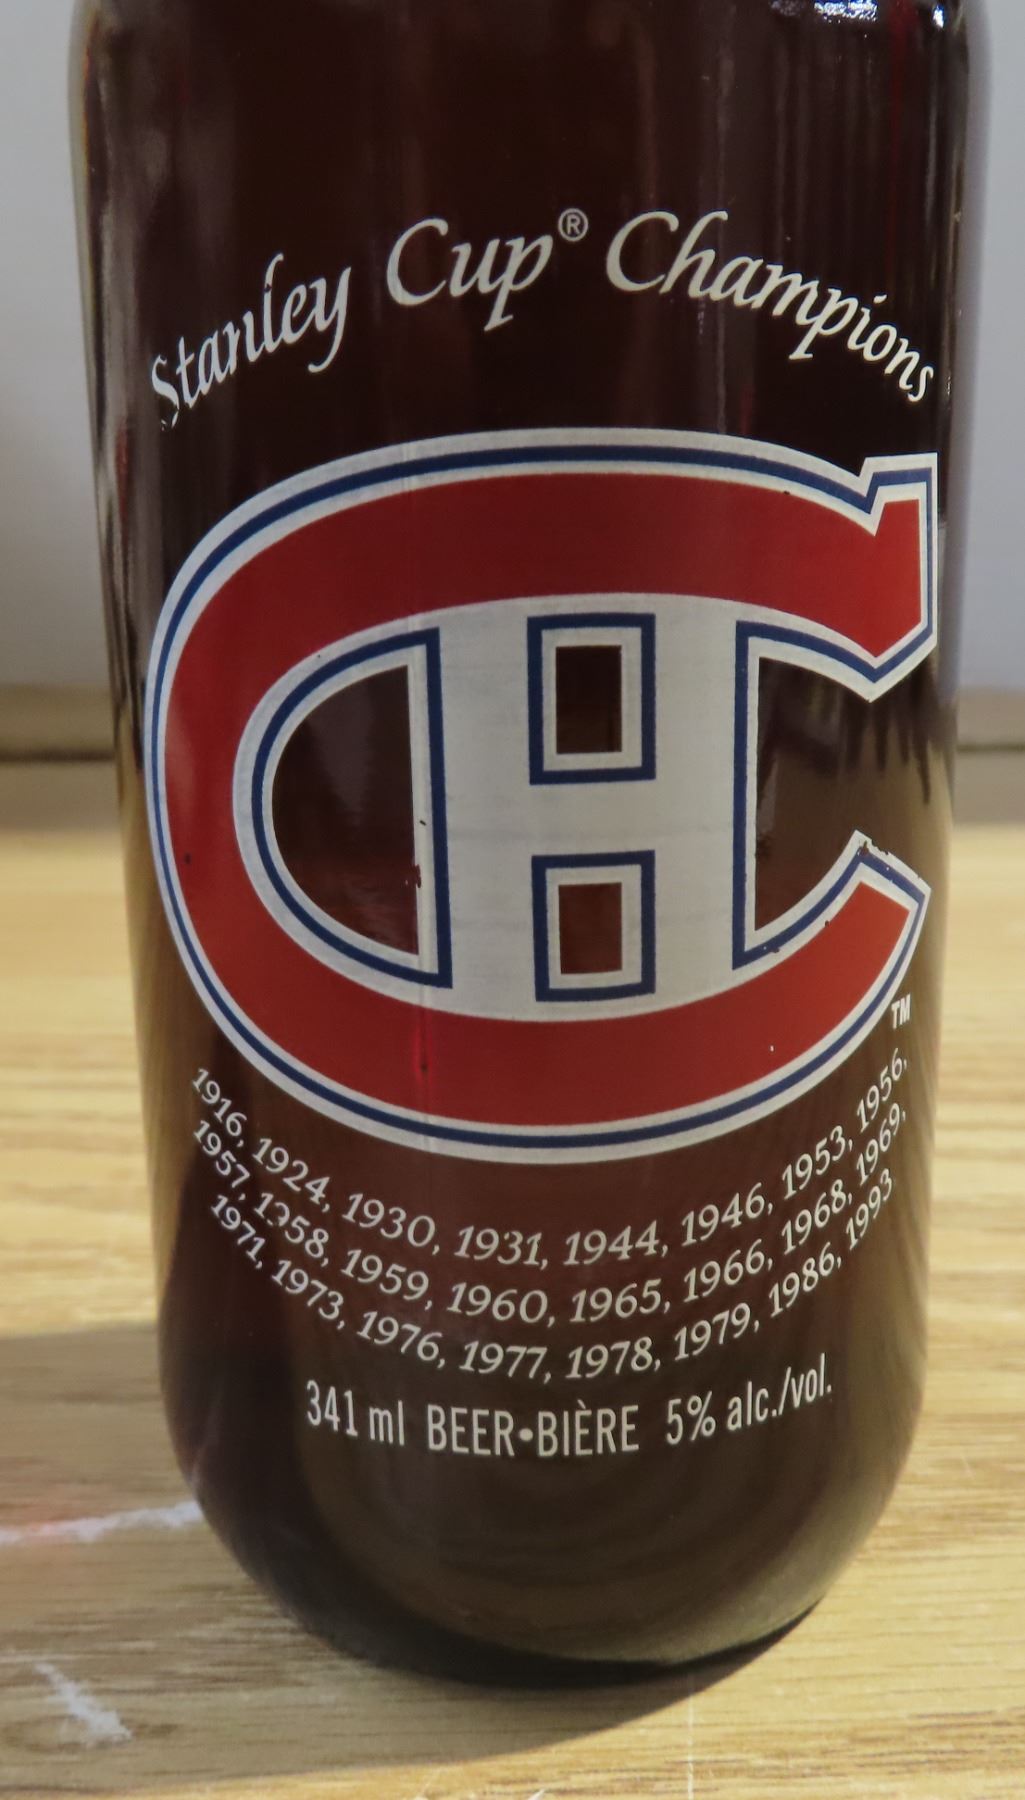 Stanley Cup® Champions
CH
TM
1916, 1924, 1930, 1931, 1944, 1946, 1953, 1956,
1957, 1958, 1959, 1960, 1965, 1966, 1968, 1969,
1971, 1973, 1976, 1977, 1978, 1979, 1986, 1993
341 ml BEER•BIÈRE 5% alc./vol.